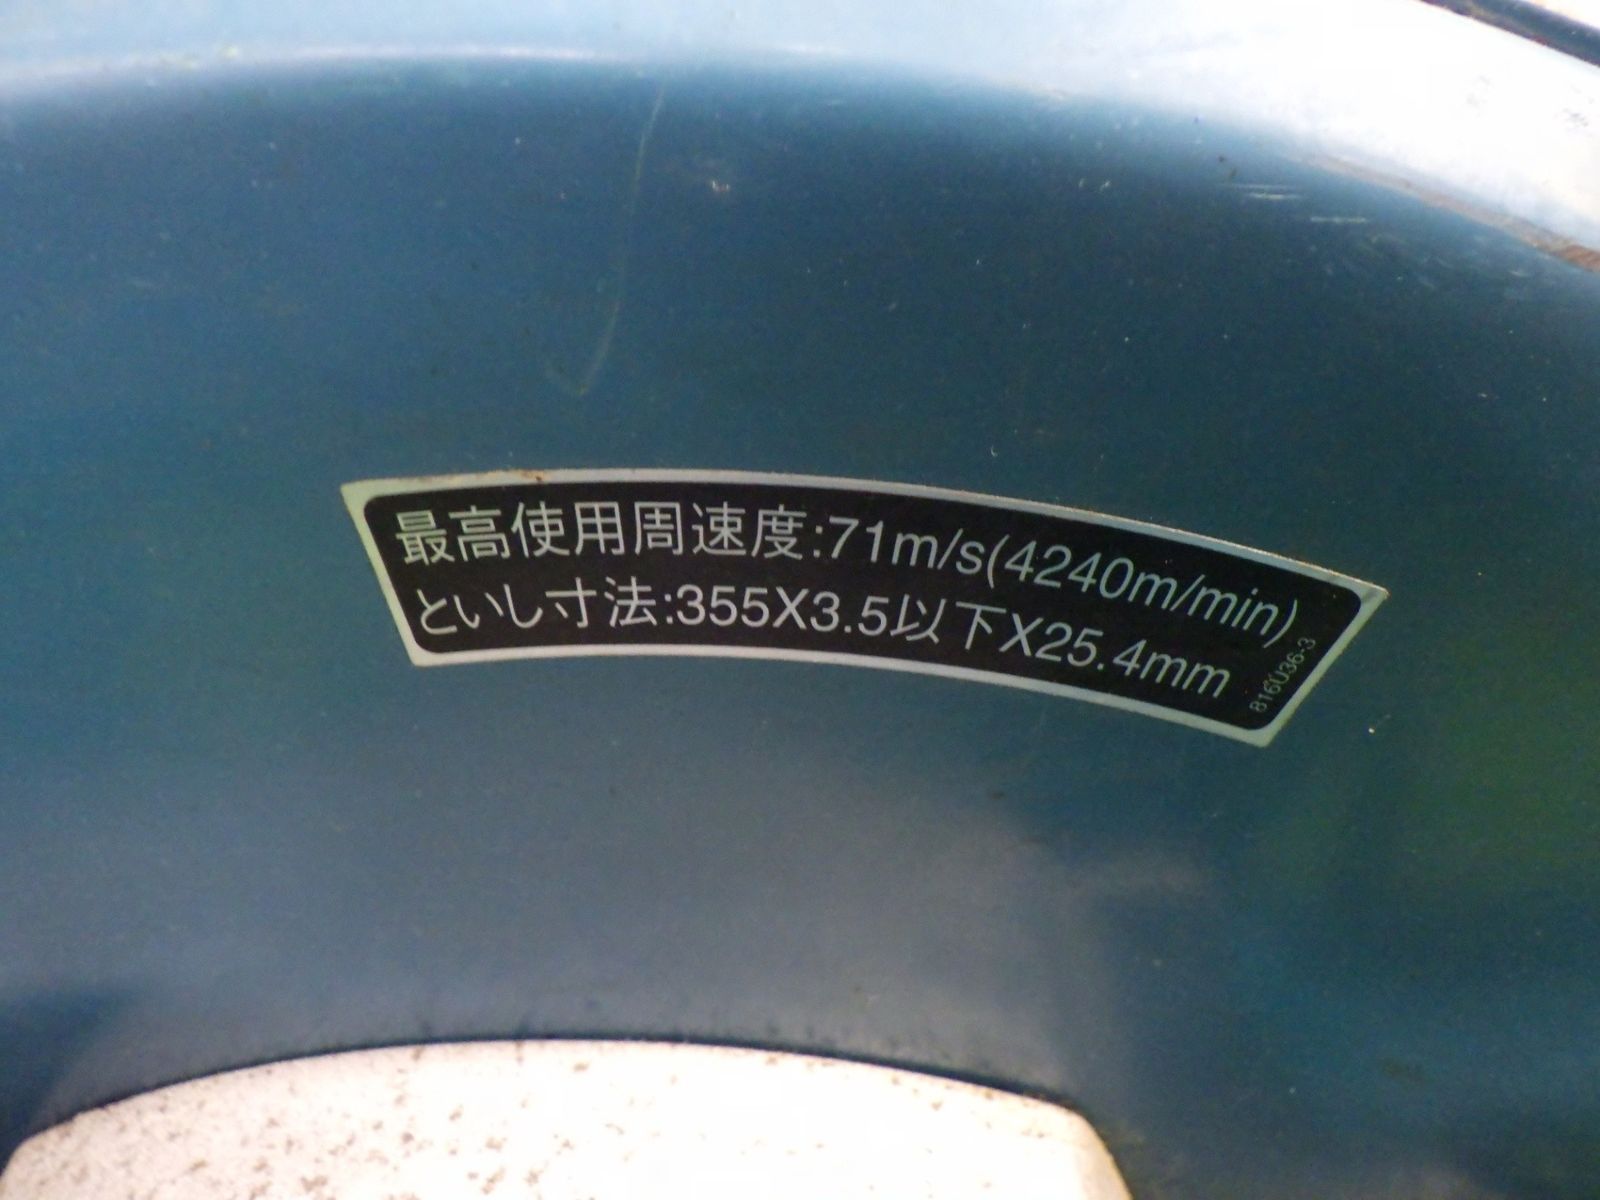 最高使用周速度:71m/s(4240m/min)
といし寸法:355X3.5以下X25.4mm
816U36-3